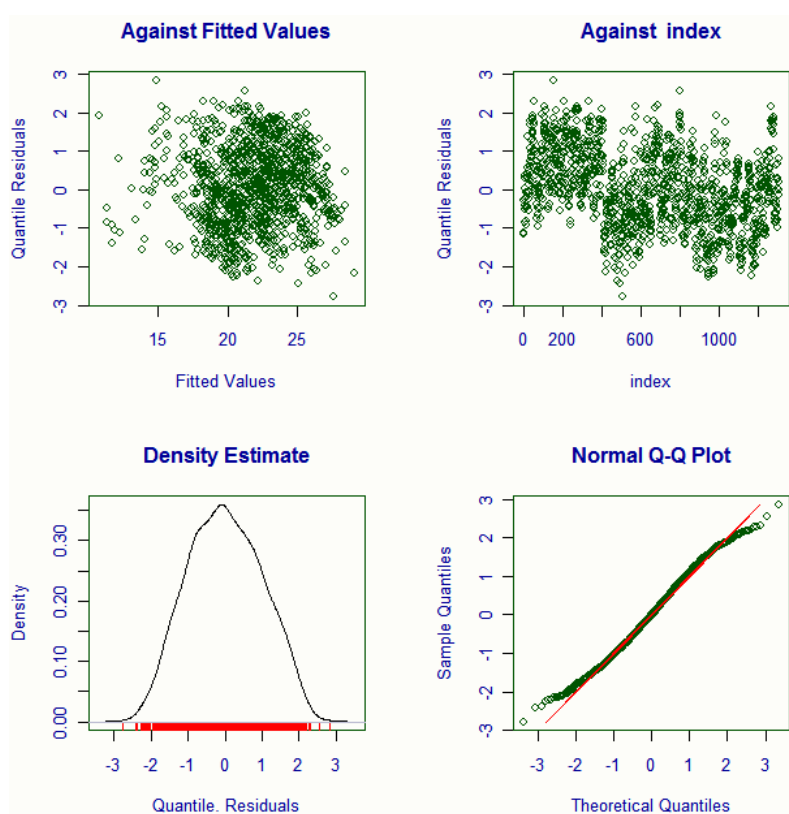 Against Fitted Values
3
2
1
0
-1
-2
-3
Quantile Residuals
15 20 25
Fitted Values
Against index
3
2
1
0
-1
-2
-3
Quantile Residuals
0 200 600 1000
index
Density Estimate
0.30
0.20
0.10
0.00
Density
-3 -2 -1 0 1 2 3
Quantile. Residuals
Normal Q-Q Plot
3
2
1
0
-1
-2
-3
Sample Quantiles
-3 -2 -1 0 1 2 3
Theoretical Quantiles